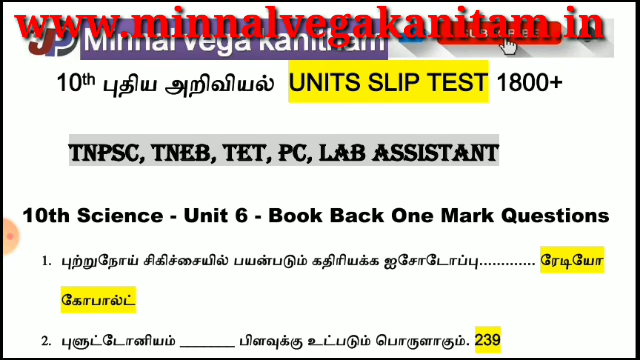 www.minnalvegakanitam.in
Minnal Vega Kanitham
10th புதிய அறிவியல் UNITS SLIP TEST 1800+
TNPSC, TNEB, TET, PC, LAB ASSISTANT
10th Science - Unit 6 - Book Back One Mark Questions
1. புற்றுநோய் சிகிச்சையில் பயன்படும் கதிரியக்க ஐசோடோப்பு............. ரேடியோ
கோபால்ட்
2. புளூட்டோனியம் _______ பிளவுக்கு உட்படும் பொருளாகும். 239